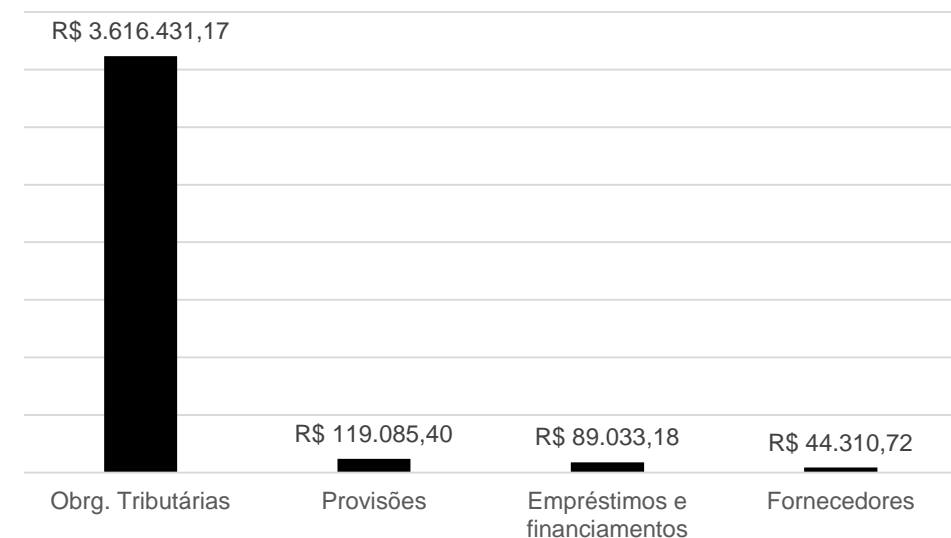 R$ 3.616.431,17
R$ 119.085,40
R$ 89.033,18
R$ 44.310,72
Obrg. Tributárias
Provisões
Empréstimos e
financiamentos
Fornecedores